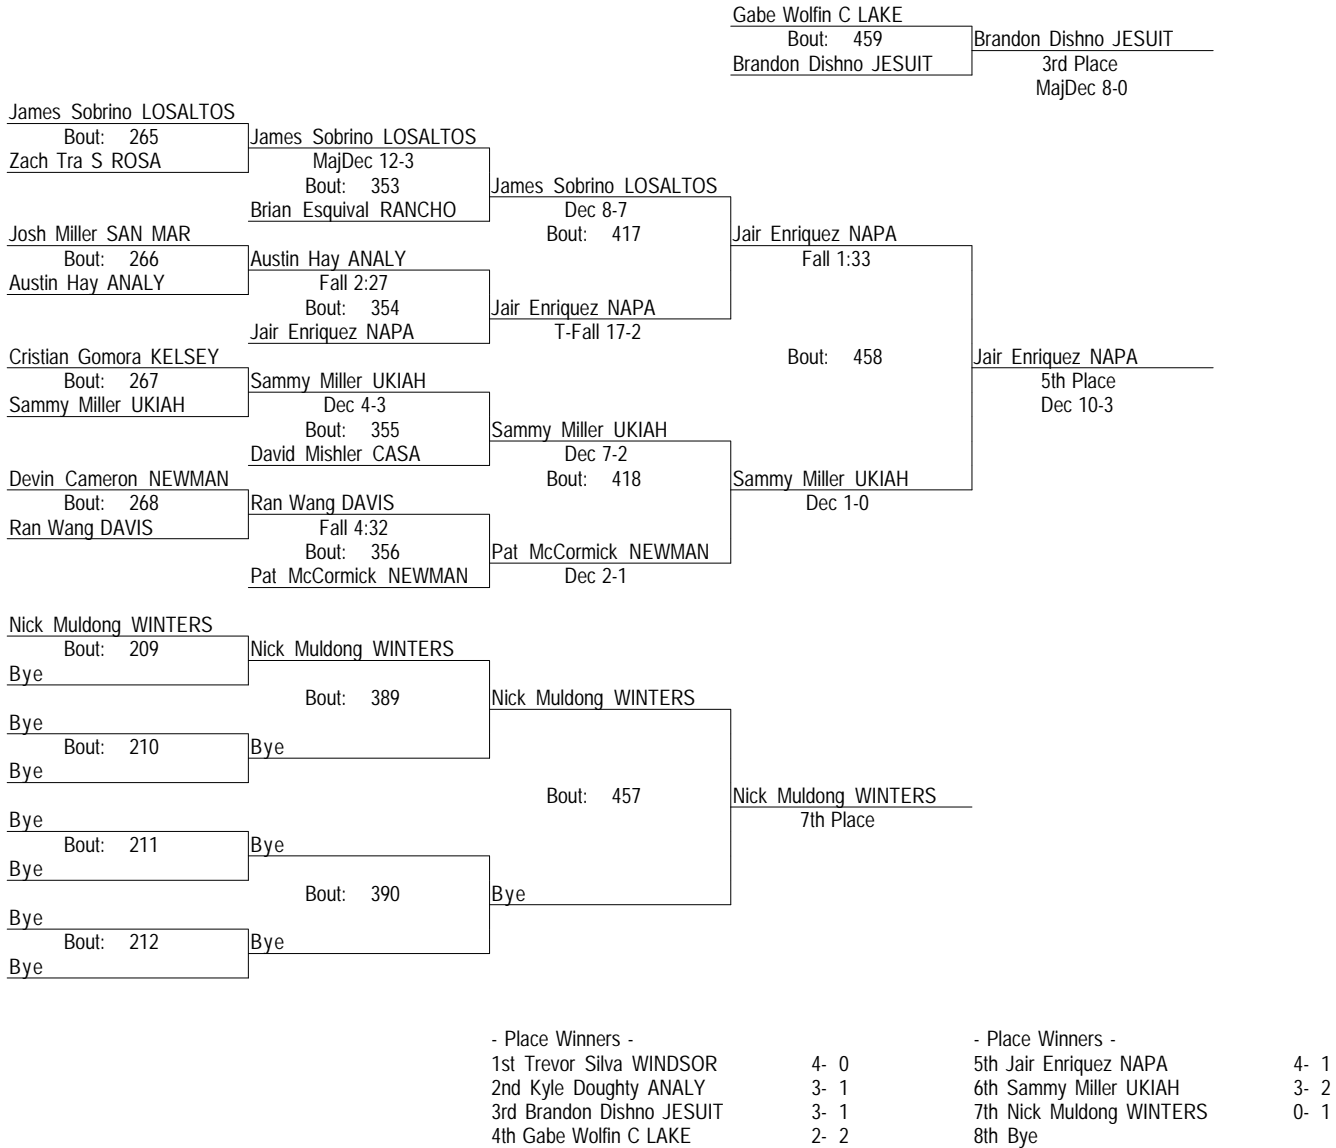 Gabe Wolfin C LAKE
Bout: 459
Brandon Dishno JESUIT
Brandon Dishno JESUIT
3rd Place
MajDec 8-0
James Sobrino LOSALTOS
Bout: 265
Zach Tra S ROSA
James Sobrino LOSALTOS
MajDec 12-3
Bout: 353
Brian Esquival RANCHO
James Sobrino LOSALTOS
Dec 8-7
Bout: 417
Josh Miller SAN MAR
Bout: 266
Austin Hay ANALY
Austin Hay ANALY
Fall 2:27
Bout: 354
Jair Enriquez NAPA
Jair Enriquez NAPA
T-Fall 17-2
Jair Enriquez NAPA
Fall 1:33
Bout: 458
Jair Enriquez NAPA
5th Place
Dec 10-3
Cristian Gomora KELSEY
Bout: 267
Sammy Miller UKIAH
Sammy Miller UKIAH
Dec 4-3
Bout: 355
David Mishler CASA
Sammy Miller UKIAH
Dec 7-2
Bout: 418
Devin Cameron NEWMAN
Bout: 268
Ran Wang DAVIS
Ran Wang DAVIS
Fall 4:32
Bout: 356
Pat McCormick NEWMAN
Pat McCormick NEWMAN
Dec 2-1
Sammy Miller UKIAH
Dec 1-0
Nick Muldong WINTERS
Bout: 209
Bye
Nick Muldong WINTERS
Bout: 389
Bye
Bout: 210
Bye
Bye
Nick Muldong WINTERS
Bout: 457
Nick Muldong WINTERS
7th Place
Bye
Bout: 211
Bye
Bye
Bout: 390
Bye
Bye
Bout: 212
Bye
Bye
- Place Winners -
1st Trevor Silva WINDSOR 4- 0
2nd Kyle Doughty ANALY 3- 1
3rd Brandon Dishno JESUIT 3- 1
4th Gabe Wolfin C LAKE 2- 2
- Place Winners -
5th Jair Enriquez NAPA 4- 1
6th Sammy Miller UKIAH 3- 2
7th Nick Muldong WINTERS 0- 1
8th Bye